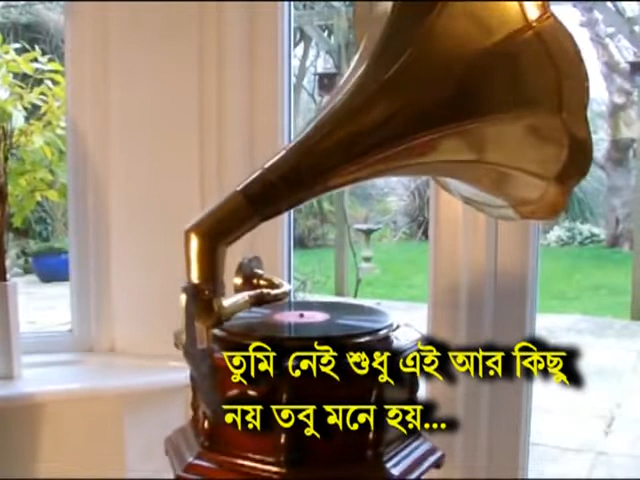 তুমি নেই শুধু এই আর কিছু
নয় তবু মনে হয়...